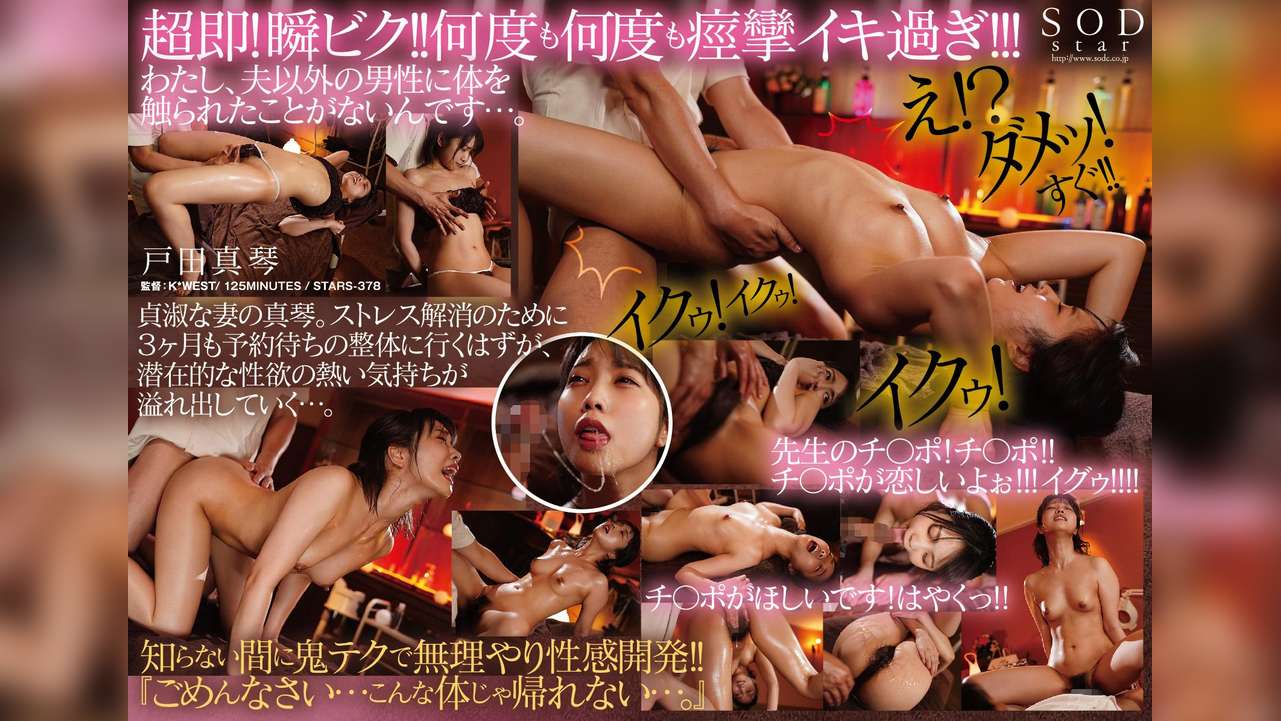 超即!瞬ビク!!何度も何度も痙攣イキ過ぎ!!!
SOD
star
http://www.sodc.co.jp
わたし、夫以外の男性に体を
触られたことがないんです…。
え!?
ダメッ!
すぐ!!
戸田真琴
監督:K*WEST/ 125MINUTES / STARS-378
イクゥ!イクゥ!
イクゥ!
貞淑な妻の真琴。ストレス解消のために
3ヶ月も予約待ちの整体に行くはずが、
潜在的な性欲の熱い気持ちが
溢れ出していく…。
先生のチ〇ポ!チ〇ポ!!
チ〇ポが恋しいよぉ!!!イグゥ!!!!
チ〇ポがほしいです!はやくっ!!
知らない間に鬼テクで無理やり性感開発!!
『ごめんなさい…こんな体じゃ帰れない…。』